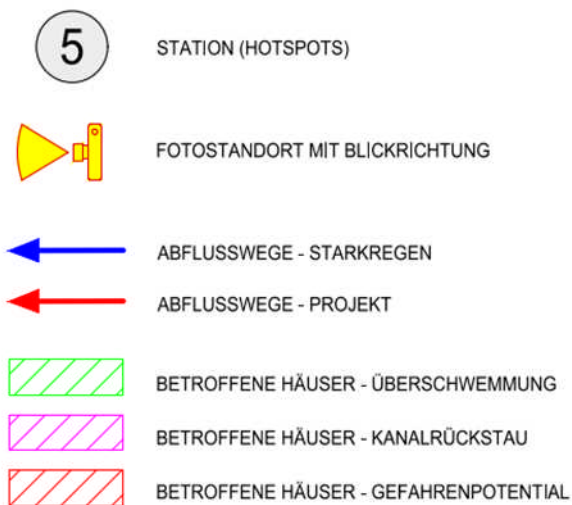 5
STATION (HOTSPOTS)
FOTOSTANDORT MIT BLICKRICHTUNG
ABFLUSSWEGE - STARKREGEN
ABFLUSSWEGE - PROJEKT
BETROFFENE HÄUSER - ÜBERSCHWEMMUNG
BETROFFENE HÄUSER - KANALRÜCKSTAU
BETROFFENE HÄUSER - GEFAHRENPOTENTIAL